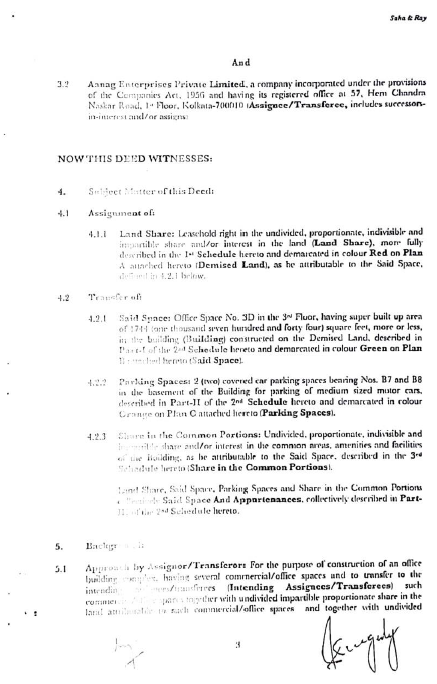 Saha & Ray
And
3.2 Aanag Enterprises Private Limited, a company incorporated under the provisions
of the Companies Act, 1956 and having its registered office at 57, Hem Chandra
Naskar Road, 1st Floor, Kolkata-700010 (Assignee/Transferee, includes successors-
in-interest and/or assigns)
NOW THIS DEED WITNESSES:
4. Subject Matter of this Deed:
4.1 Assignment of:
4.1.1 Land Share: Leasehold right in the undivided, proportionate, indivisible and
impartible share and/or interest in the land (Land Share), more fully
described in the 1st Schedule hereto and demarcated in colour Red on Plan
A attached hereto (Demised Land), as be attributable to the Said Space,
defined in 4.2.1 below.
4.2 Transfer of:
4.2.1 Said Space: Office Space No. 3D in the 3rd Floor, having super built up area
of 1744 (one thousand seven hundred and forty four) square feet, more or less,
in the building (Building) constructed on the Demised Land, described in
Part-I of the 2nd Schedule hereto and demarcated in colour Green on Plan
B attached hereto (Said Space).
4.2.2 Parking Spaces: 2 (two) covered car parking spaces bearing Nos. B7 and B8
in the basement of the Building for parking of medium sized motor cars,
described in Part-II of the 2nd Schedule hereto and demarcated in colour
Orange on Plan C attached hereto (Parking Spaces).
4.2.3 Share in the Common Portions: Undivided, proportionate, indivisible and
impartible share and/or interest in the common areas, amenities and facilities
of the Building, as be attributable to the Said Space, described in the 3rd
Schedule hereto (Share in the Common Portions).
Land Share, Said Space, Parking Spaces and Share in the Common Portions
Said Space And Appurtenances, collectively described in Part-
of the 2nd Schedule hereto.
5. Background:
5.1 Approach by Assignor/Transferors For the purpose of construction of an office
building complex, having several commercial/office spaces and to transfer to the
intending /transferees (Intending Assignees/Transferees) such
spaces together with undivided impartible proportionate share in the
land attributable to such commercial/office spaces and together with undivided
3